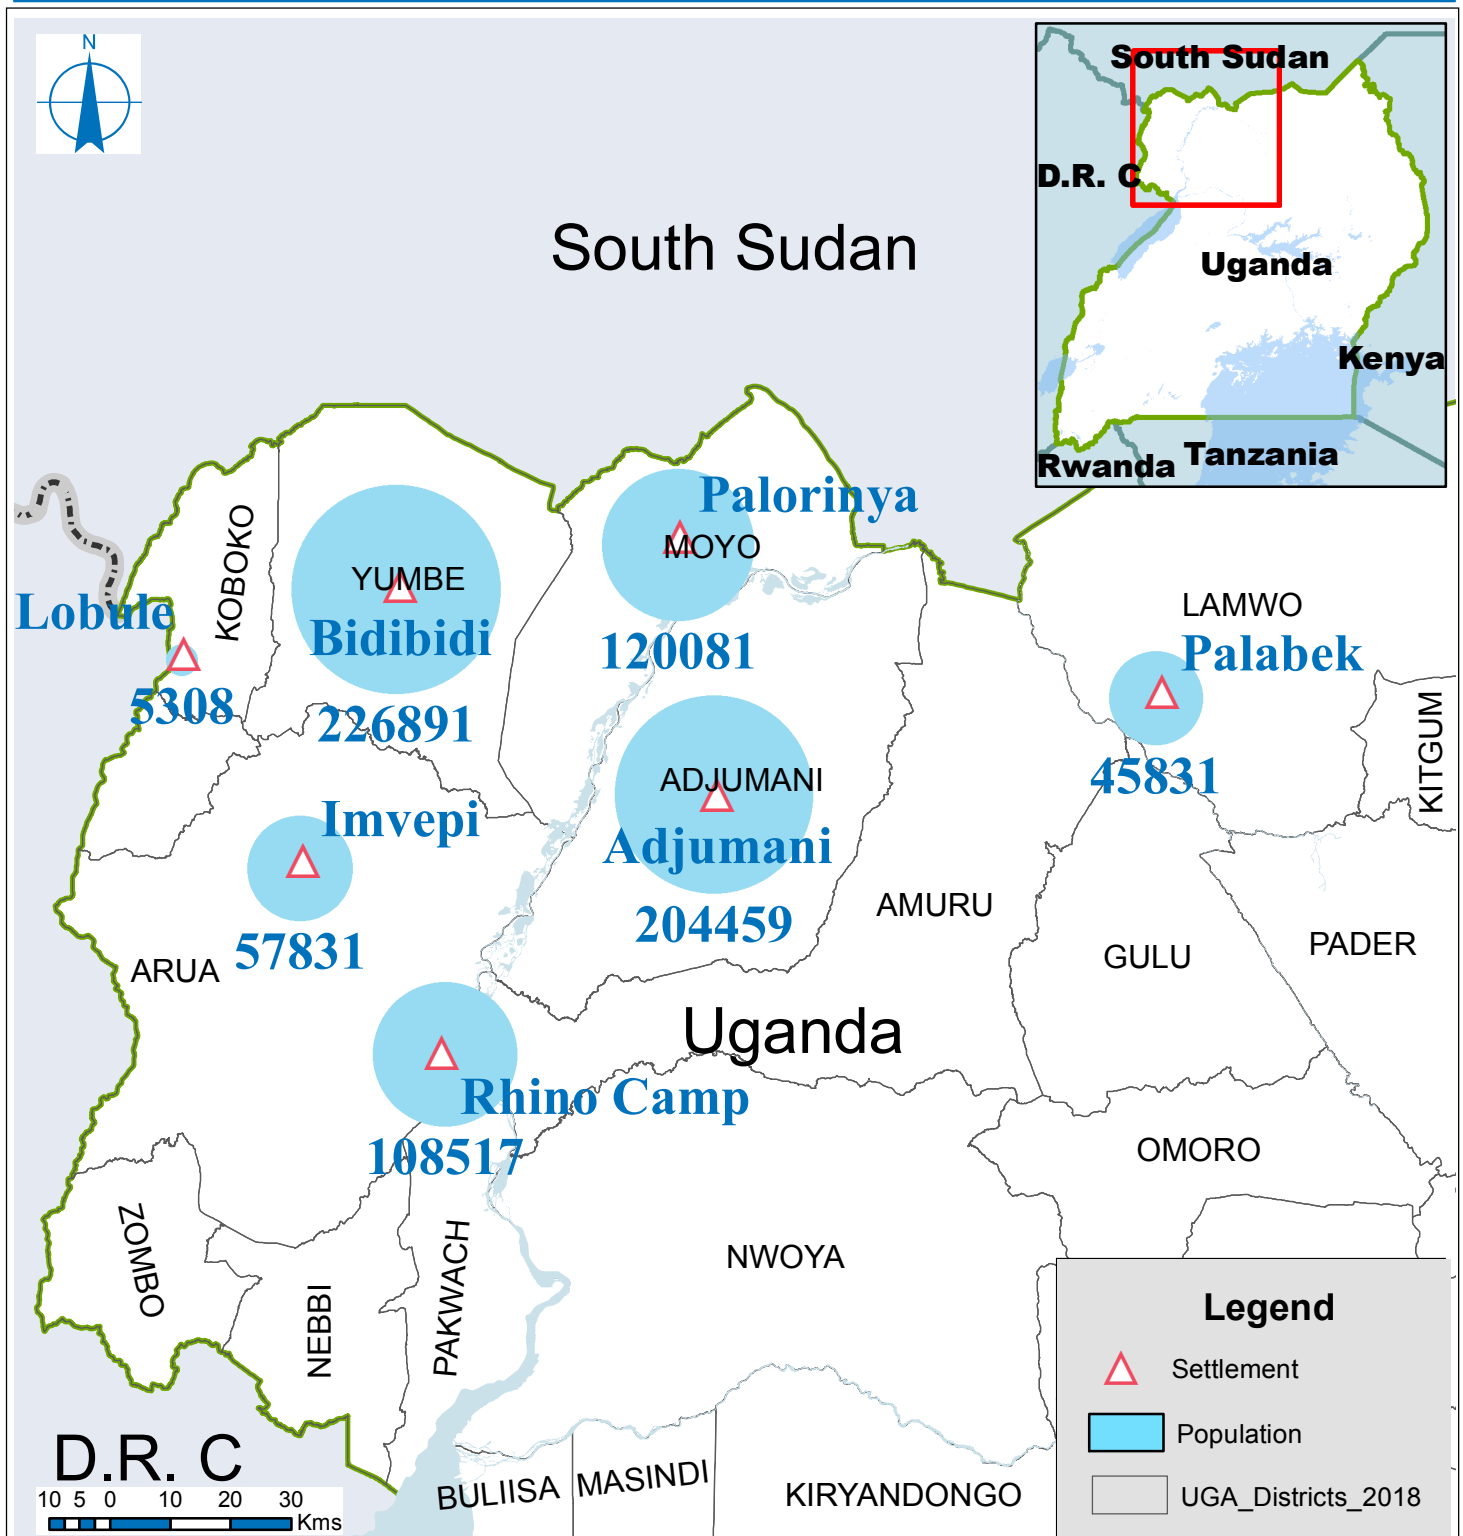 N
South Sudan
D.R. C
Uganda
Kenya
Rwanda
Tanzania
South Sudan
Palorinya
MOYO
120081
KOBOKO
YUMBE
Bidibidi
226891
Lobule
5308
LAMWO
Palabek
45831
KITGUM
ADJUMANI
Adjumani
204459
Imvepi
57831
ARUA
AMURU
GULU
PADER
Uganda
Rhino Camp
108517
OMORO
ZOMBO
NEBBI
PAKWACH
NWOYA
D.R. C
10 5 0 10 20 30
Kms
BULIISA
MASINDI
KIRYANDONGO
Legend
Settlement
Population
UGA_Districts_2018